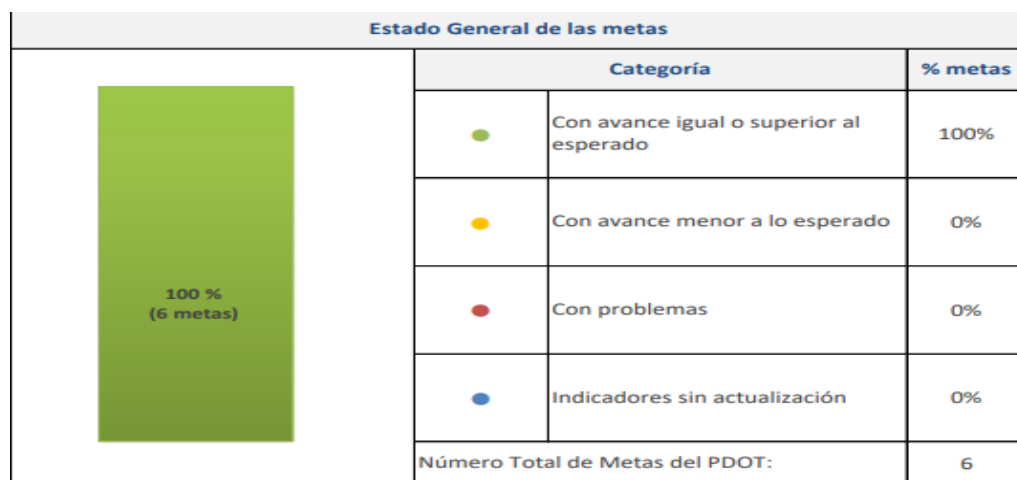 Estado General de las metas
Categoría
% metas
Con avance igual o superior al
esperado
100%
Con avance menor a lo esperado
0%
100 %
(6 metas)
Con problemas
0%
Indicadores sin actualización
0%
Número Total de Metas del PDOT:
6